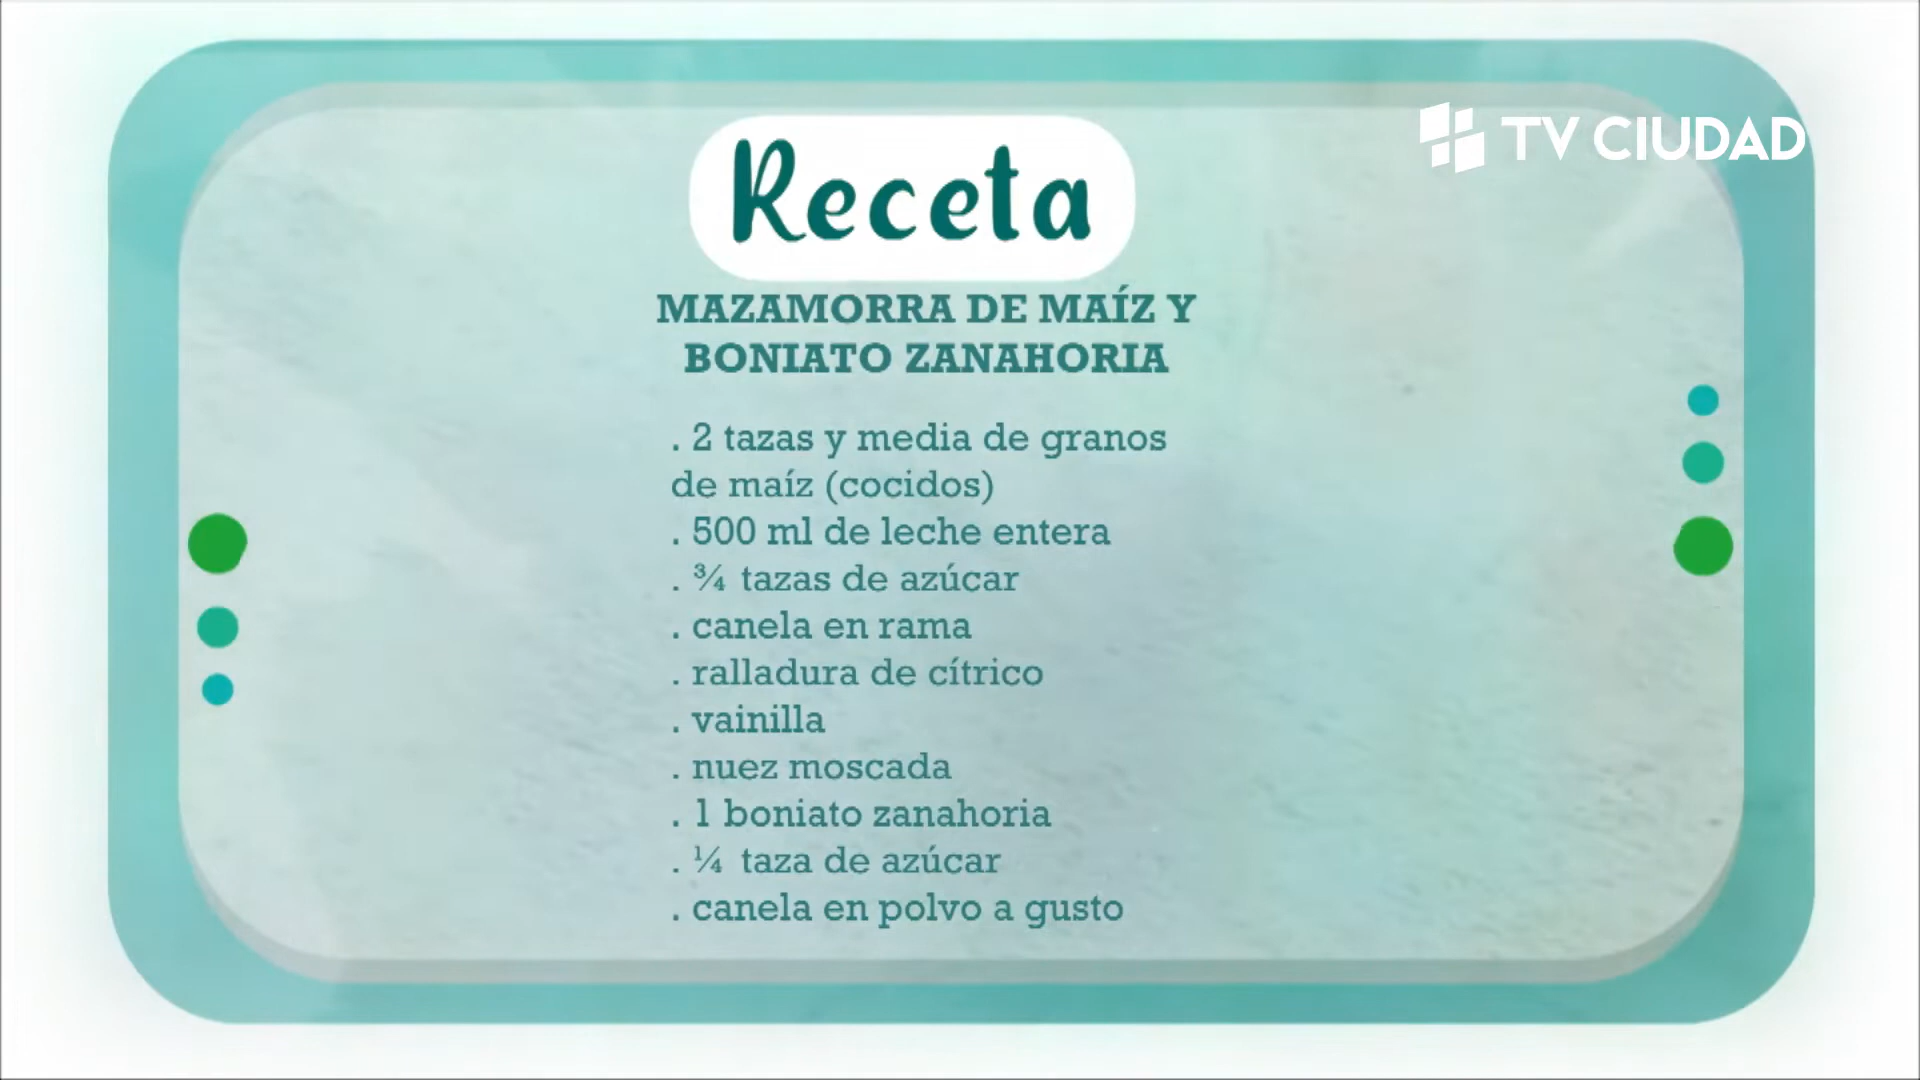 TV CIUDAD
Receta
MAZAMORRA DE MAÍZ Y
BONIATO ZANAHORIA
. 2 tazas y media de granos
de maíz (cocidos)
. 500 ml de leche entera
. ¾ tazas de azúcar
. canela en rama
. ralladura de cítrico
. vainilla
. nuez moscada
. 1 boniato zanahoria
. ¼ taza de azúcar
. canela en polvo a gusto